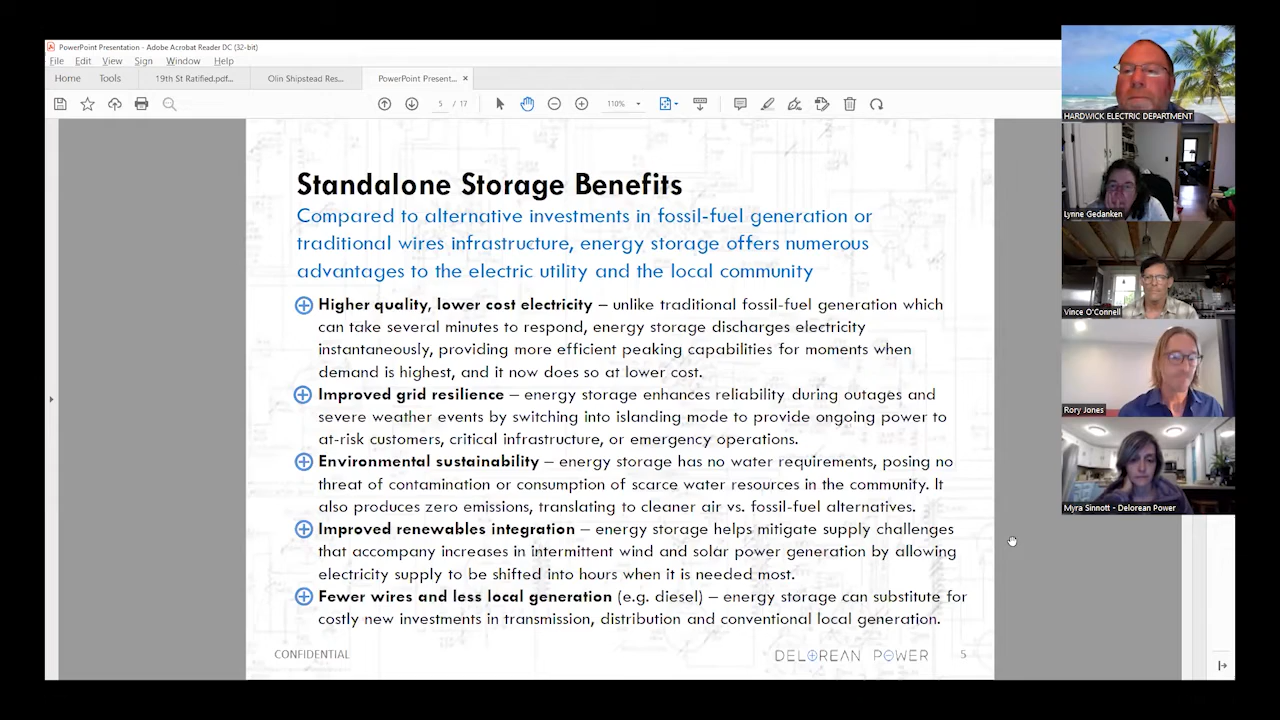 PowerPoint Presentation - Adobe Acrobat Reader DC (32-bit)
File Edit View Sign Window Help
Home Tools 19th St Ratified.pdf... Olin Shipstead Res... PowerPoint Present... ×
5 / 17 110%
Standalone Storage Benefits
Compared to alternative investments in fossil-fuel generation or
traditional wires infrastructure, energy storage offers numerous
advantages to the electric utility and the local community
Higher quality, lower cost electricity – unlike traditional fossil-fuel generation which
can take several minutes to respond, energy storage discharges electricity
instantaneously, providing more efficient peaking capabilities for moments when
demand is highest, and it now does so at lower cost.
Improved grid resilience – energy storage enhances reliability during outages and
severe weather events by switching into islanding mode to provide ongoing power to
at-risk customers, critical infrastructure, or emergency operations.
Environmental sustainability – energy storage has no water requirements, posing no
threat of contamination or consumption of scarce water resources in the community. It
also produces zero emissions, translating to cleaner air vs. fossil-fuel alternatives.
Improved renewables integration – energy storage helps mitigate supply challenges
that accompany increases in intermittent wind and solar power generation by allowing
electricity supply to be shifted into hours when it is needed most.
Fewer wires and less local generation (e.g. diesel) – energy storage can substitute for
costly new investments in transmission, distribution and conventional local generation.
CONFIDENTIAL DELOREAN POWER 5
HARDWICK ELECTRIC DEPARTMENT
Lynne Gedanken
Vince O'Connell
Rory Jones
Myra Sinnott - Delorean Power